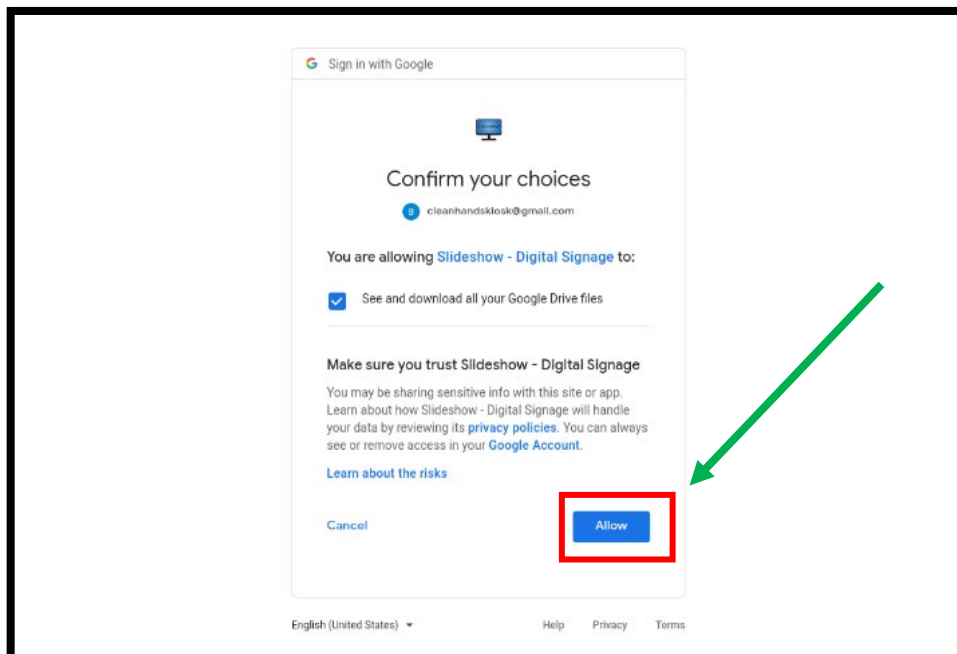 Sign in with Google
Confirm your choices
B cleanhandskiosk@gmail.com
You are allowing Slideshow - Digital Signage to:
See and download all your Google Drive files
Make sure you trust Slideshow - Digital Signage
You may be sharing sensitive info with this site or app.
Learn about how Slideshow - Digital Signage will handle
your data by reviewing its privacy policies. You can always
see or remove access in your Google Account.
Learn about the risks
Cancel Allow
English (United States) Help Privacy Terms